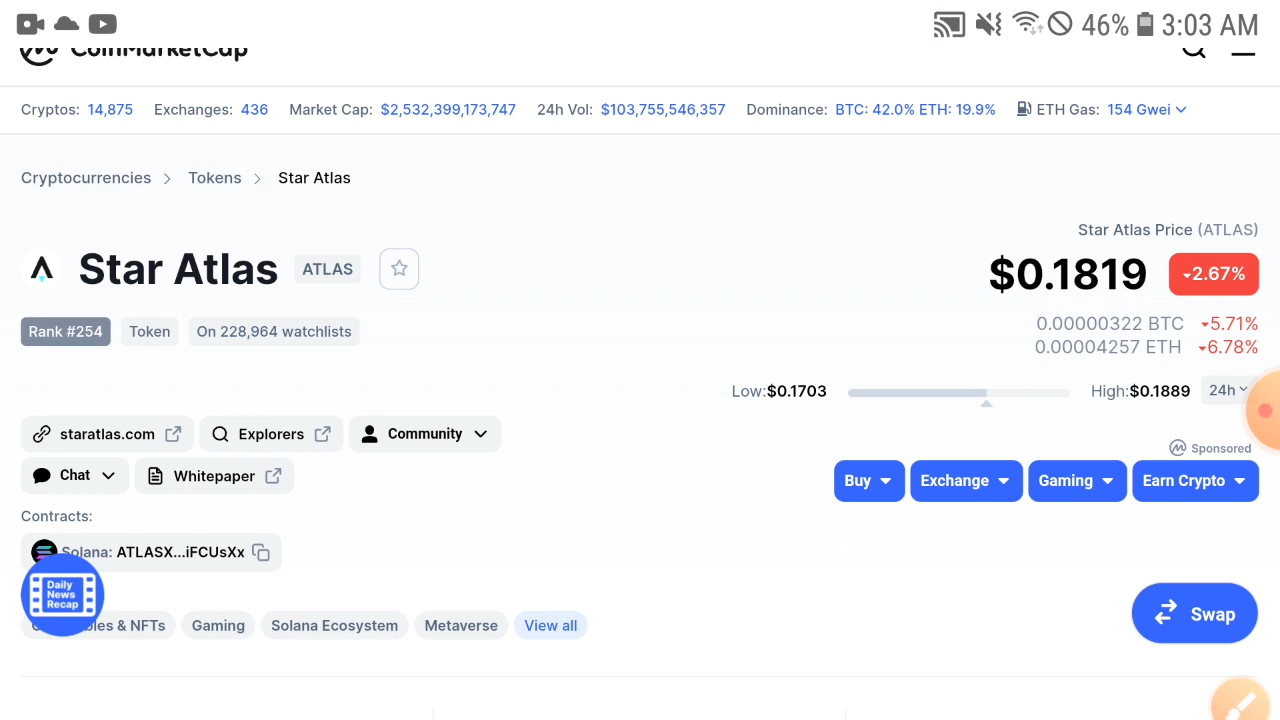 46% 3:03 AM
CoinMarketCap
Cryptos: 14,875 Exchanges: 436 Market Cap: $2,532,399,173,747 24h Vol: $103,755,546,357 Dominance: BTC: 42.0% ETH: 19.9% ETH Gas: 154 Gwei
Cryptocurrencies > Tokens > Star Atlas
Star Atlas Price (ATLAS)
Star Atlas ATLAS $0.1819 2.67%
Rank #254 Token On 228,964 watchlists 0.00000322 BTC 5.71%
0.00004257 ETH 6.78%
Low:$0.1703 High:$0.1889 24h
staratlas.com Explorers Community
Sponsored
Chat Whitepaper Buy Exchange Gaming Earn Crypto
Contracts:
Solana: ATLASX...iFCUsXx
Daily
News
Recap
Swap
& NFTs Gaming Solana Ecosystem Metaverse View all